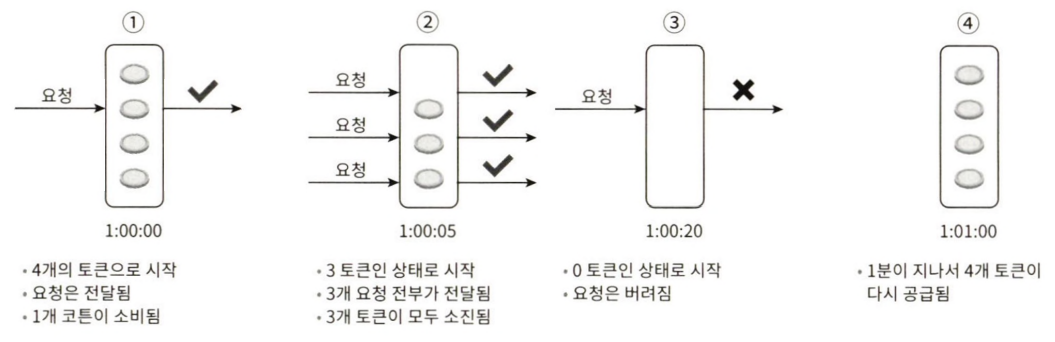 ①
요청
1:00:00
• 4개의 토큰으로 시작
• 요청은 전달됨
• 1개 코튼이 소비됨
②
요청
요청
요청
1:00:05
• 3 토큰인 상태로 시작
• 3개 요청 전부가 전달됨
• 3개 토큰이 모두 소진됨
③
요청
1:00:20
• 0 토큰인 상태로 시작
• 요청은 버려짐
④
1:01:00
• 1분이 지나서 4개 토큰이
다시 공급됨